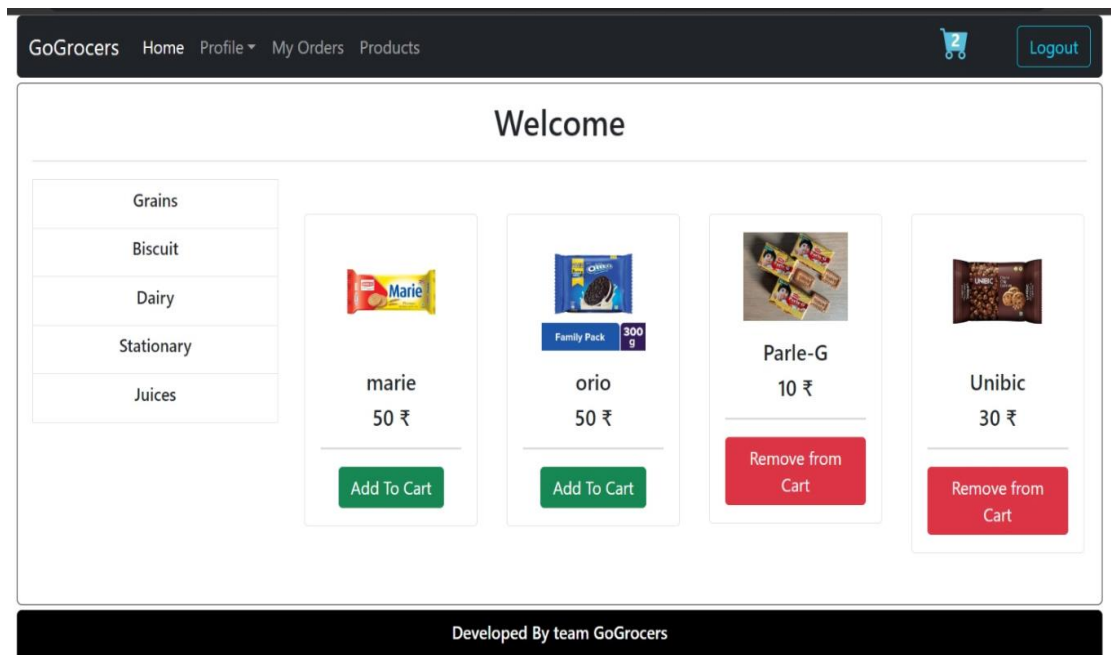 GoGrocers Home Profile My Orders Products 2 Logout
Welcome
Grains
Biscuit
Dairy
Stationary
Juices
Marie
marie
50 ₹
Add To Cart
OREO
Family Pack 300 g
orio
50 ₹
Add To Cart
Parle-G
10 ₹
Remove from
Cart
UNIBIC
Unibic
30 ₹
Remove from
Cart
Developed By team GoGrocers